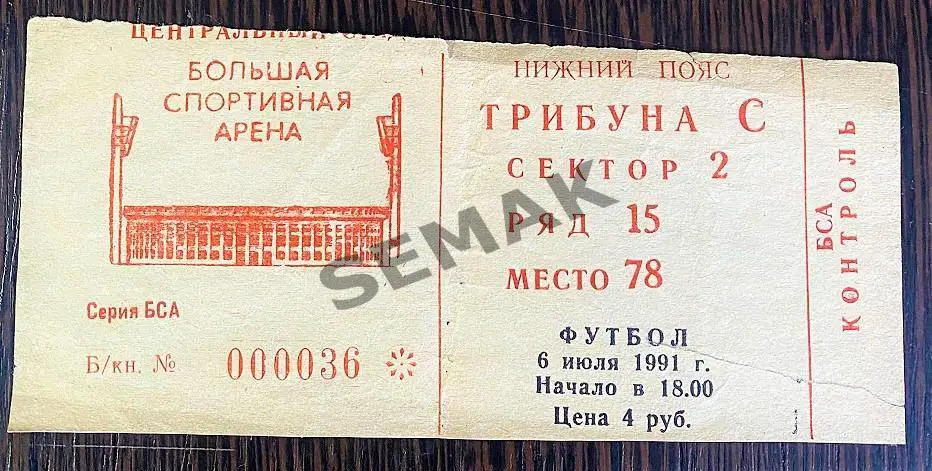 ЦЕНТРАЛЬНЫЙ
БОЛЬШАЯ
СПОРТИВНАЯ
АРЕНА
Серия БСА
Б/кн. № 000036
НИЖНИЙ ПОЯС
ТРИБУНА С
СЕКТОР 2
РЯД 15
МЕСТО 78
ФУТБОЛ
6 июля 1991 г.
Начало в 18.00
Цена 4 руб.
БСА
КОНТРОЛЬ
SEMAK